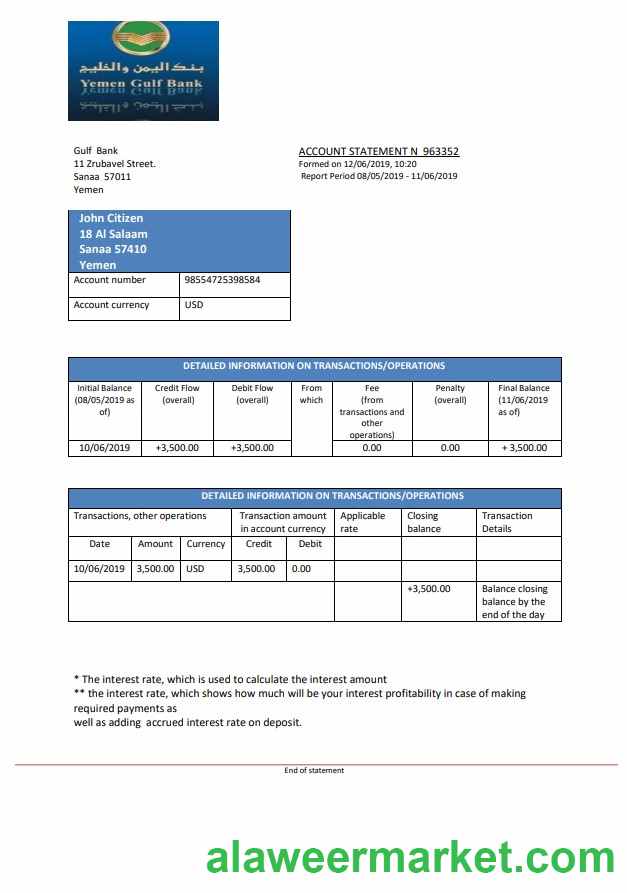 بنك اليمن والخليج
Yemen Gulf Bank
Gulf Bank
11 Zrubavel Street.
Sanaa 57011
Yemen
ACCOUNT STATEMENT N 963352
Formed on 12/06/2019, 10:20
Report Period 08/05/2019 - 11/06/2019
John Citizen
18 Al Salaam
Sanaa 57410
Yemen
Account number 98554725398584
Account currency USD
DETAILED INFORMATION ON TRANSACTIONS/OPERATIONS
Initial Balance Credit Flow Debit Flow From Fee Penalty Final Balance
(08/05/2019 as (overall) (overall) which (from (overall) (11/06/2019
of) transactions and as of)
other
operations)
10/06/2019 +3,500.00 +3,500.00 0.00 0.00 + 3,500.00
DETAILED INFORMATION ON TRANSACTIONS/OPERATIONS
Transactions, other operations Transaction amount Applicable Closing Transaction
in account currency rate balance Details
Date Amount Currency Credit Debit
10/06/2019 3,500.00 USD 3,500.00 0.00
+3,500.00 Balance closing
balance by the
end of the day
* The interest rate, which is used to calculate the interest amount
** the interest rate, which shows how much will be your interest profitability in case of making
required payments as
well as adding accrued interest rate on deposit.
End of statement
alaweermarket.com